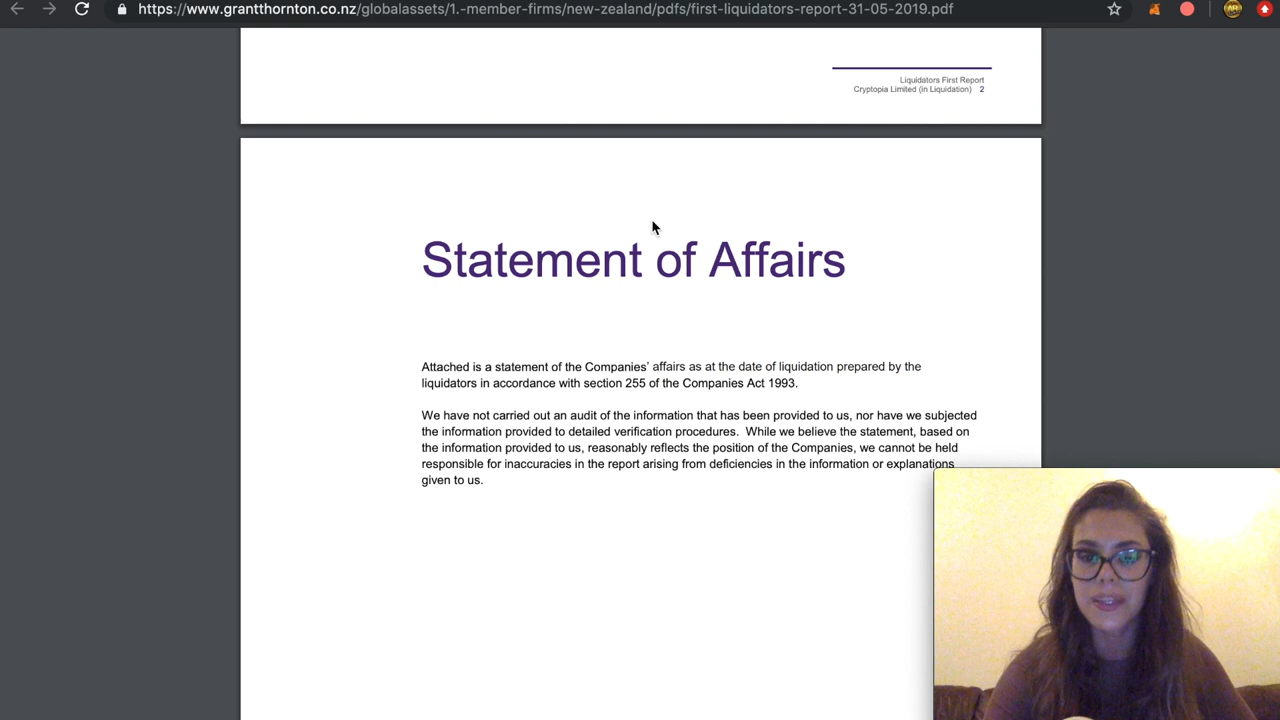 https://www.grantthornton.co.nz/globalassets/1.-member-firms/new-zealand/pdfs/first-liquidators-report-31-05-2019.pdf
Liquidators First Report
Cryptopia Limited (in Liquidation) 2
Statement of Affairs
Attached is a statement of the Companies' affairs as at the date of liquidation prepared by the
liquidators in accordance with section 255 of the Companies Act 1993.
We have not carried out an audit of the information that has been provided to us, nor have we subjected
the information provided to detailed verification procedures. While we believe the statement, based on
the information provided to us, reasonably reflects the position of the Companies, we cannot be held
responsible for inaccuracies in the report arising from deficiencies in the information or explanations
given to us.